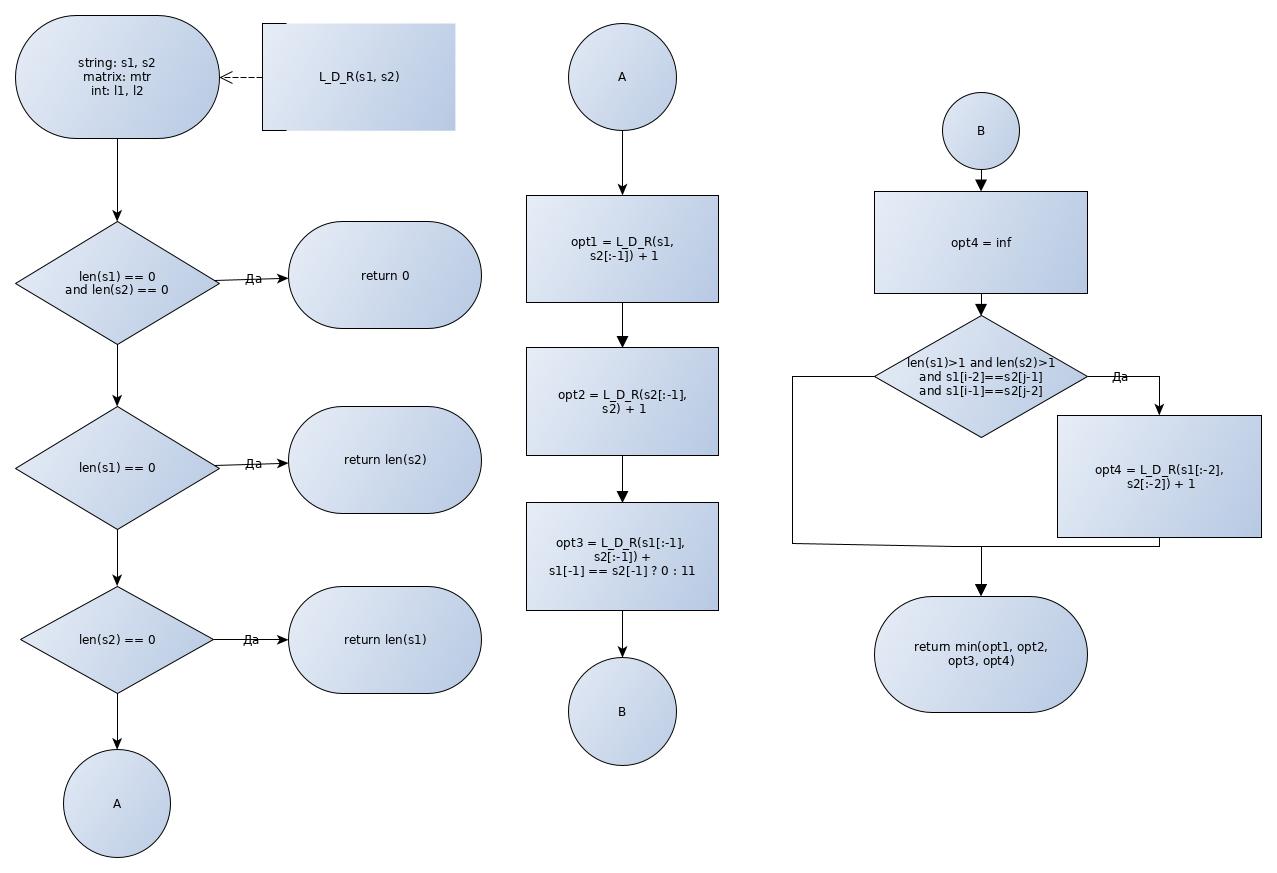 string: s1, s2
matrix: mtr
int: l1, l2
L_D_R(s1, s2)
len(s1) == 0
and len(s2) == 0
Да
return 0
len(s1) == 0
Да
return len(s2)
len(s2) == 0
Да
return len(s1)
A
A
opt1 = L_D_R(s1,
s2[:-1]) + 1
opt2 = L_D_R(s2[:-1],
s2) + 1
opt3 = L_D_R(s1[:-1],
s2[:-1]) +
s1[-1] == s2[-1] ? 0 : 11
B
B
opt4 = inf
len(s1)>1 and len(s2)>1
and s1[i-2]==s2[j-1]
and s1[i-1]==s2[j-2]
Да
opt4 = L_D_R(s1[:-2],
s2[:-2]) + 1
return min(opt1, opt2,
opt3, opt4)